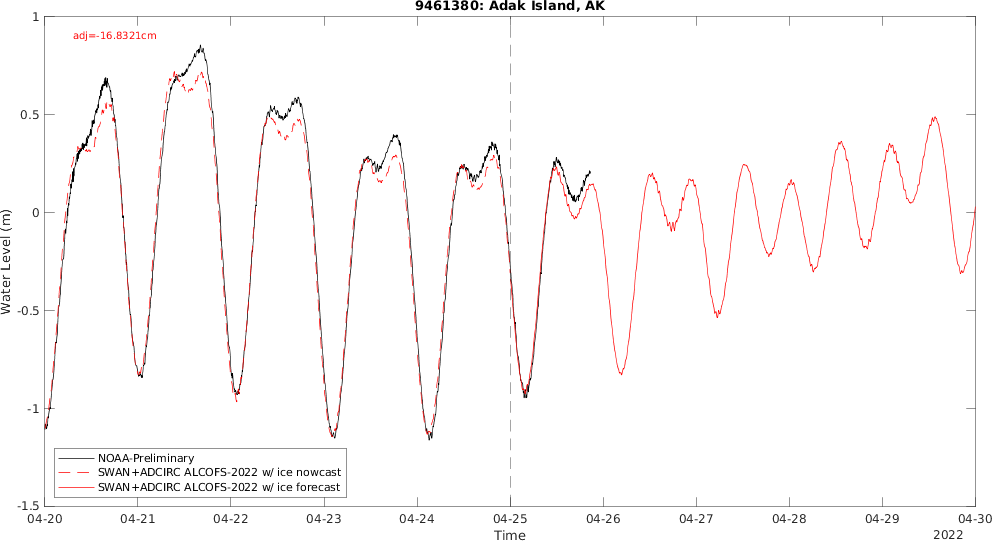 9461380: Adak Island, AK
adj=-16.8321cm
Water Level (m)
1
0.5
0
-0.5
-1
-1.5
NOAA-Preliminary
SWAN+ADCIRC ALCOFS-2022 w/ ice nowcast
SWAN+ADCIRC ALCOFS-2022 w/ ice forecast
04-20 04-21 04-22 04-23 04-24 04-25 04-26 04-27 04-28 04-29 04-30
Time
2022